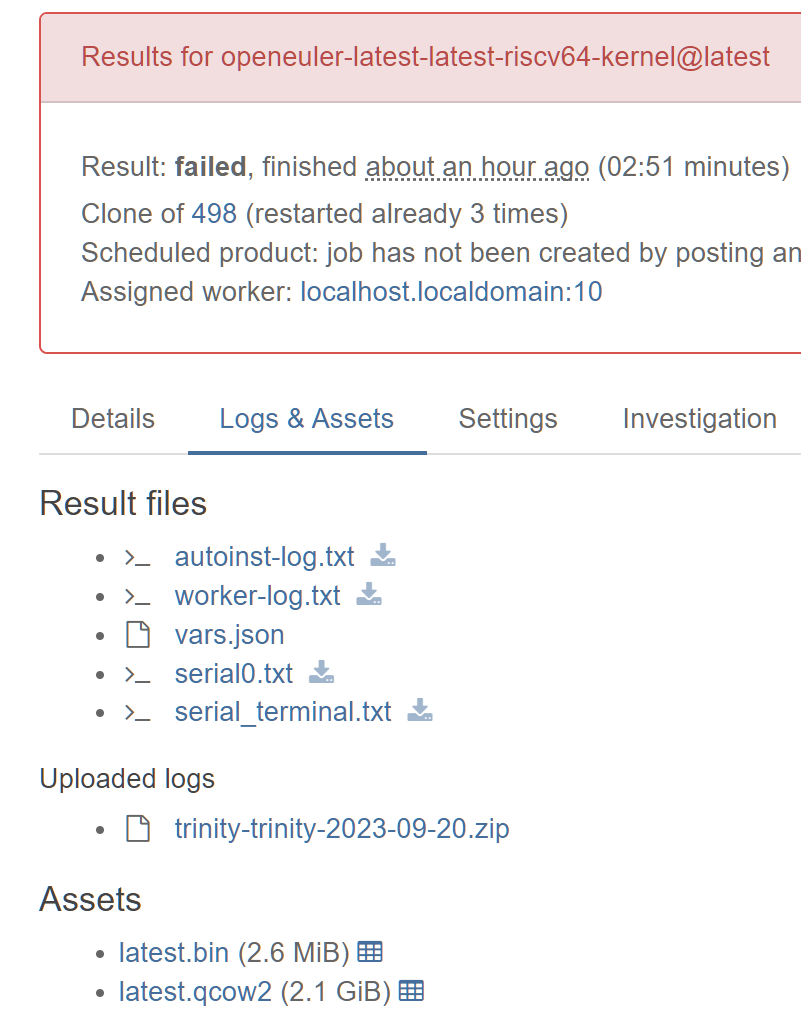 Results for openeuler-latest-latest-riscv64-kernel@latest
Result: failed, finished about an hour ago (02:51 minutes)
Clone of 498 (restarted already 3 times)
Scheduled product: job has not been created by posting an
Assigned worker: localhost.localdomain:10
Details Logs & Assets Settings Investigation
Result files
autoinst-log.txt
worker-log.txt
vars.json
serial0.txt
serial_terminal.txt
Uploaded logs
trinity-trinity-2023-09-20.zip
Assets
latest.bin (2.6 MiB)
latest.qcow2 (2.1 GiB)